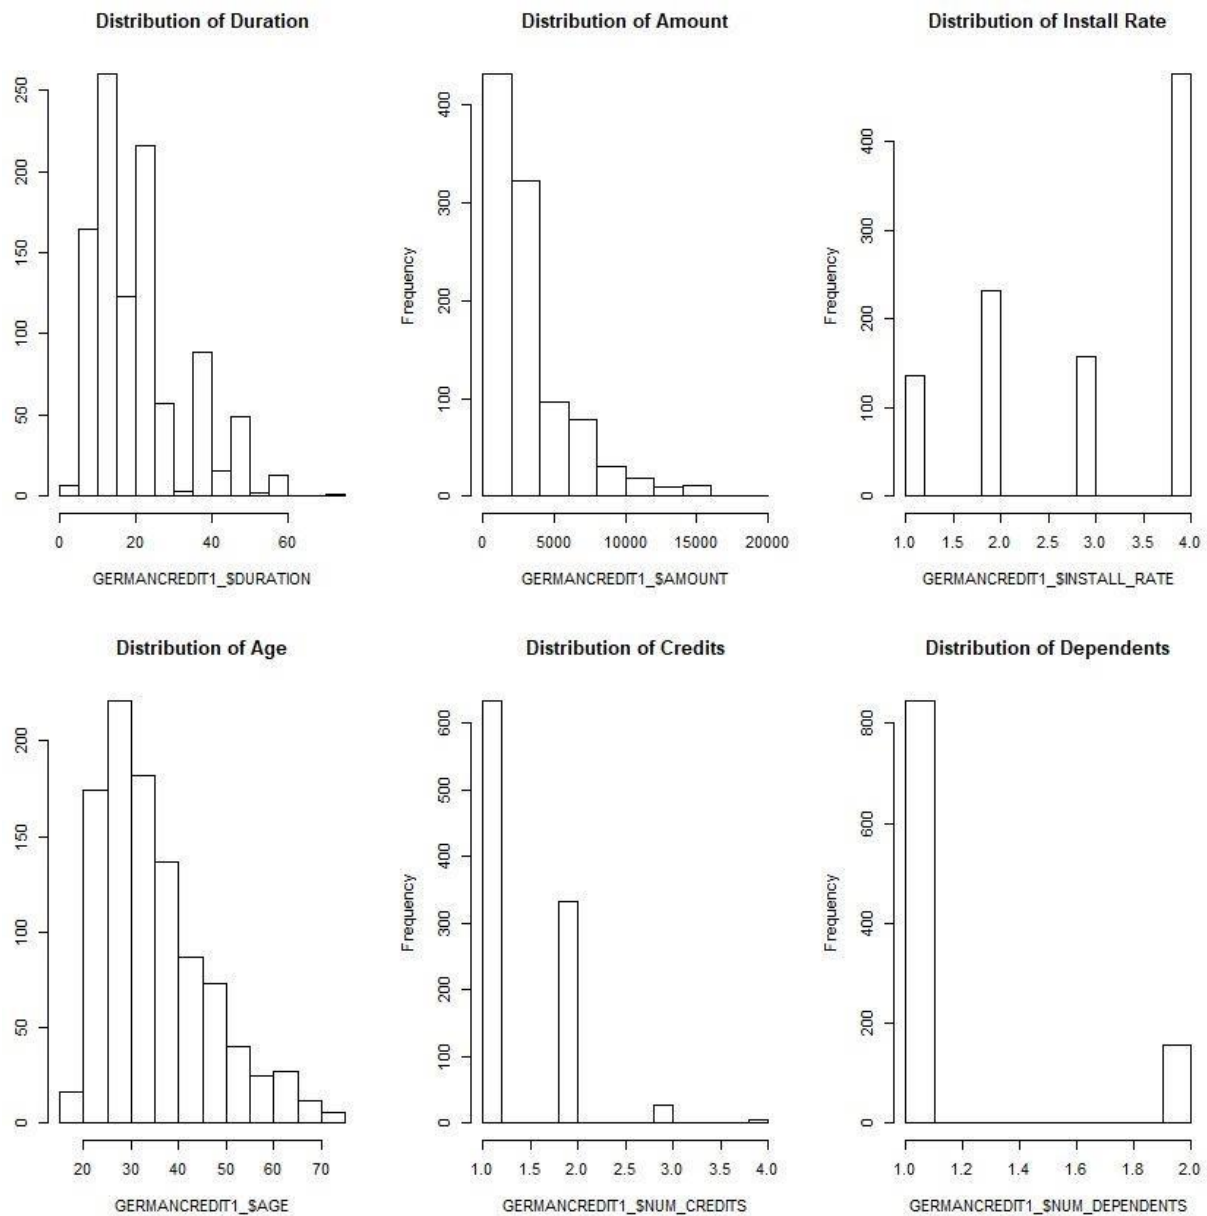 Distribution of Duration
250
200
150
100
50
0
0 20 40 60
GERMANCREDIT1_$DURATION
Distribution of Amount
Frequency
400
300
200
100
0
0 5000 10000 15000 20000
GERMANCREDIT1_$AMOUNT
Distribution of Install Rate
Frequency
400
300
200
100
0
1.0 1.5 2.0 2.5 3.0 3.5 4.0
GERMANCREDIT1_$INSTALL_RATE
Distribution of Age
200
150
100
50
0
20 30 40 50 60 70
GERMANCREDIT1_$AGE
Distribution of Credits
Frequency
600
500
400
300
200
100
0
1.0 1.5 2.0 2.5 3.0 3.5 4.0
GERMANCREDIT1_$NUM_CREDITS
Distribution of Dependents
Frequency
800
600
400
200
0
1.0 1.2 1.4 1.6 1.8 2.0
GERMANCREDIT1_$NUM_DEPENDENTS